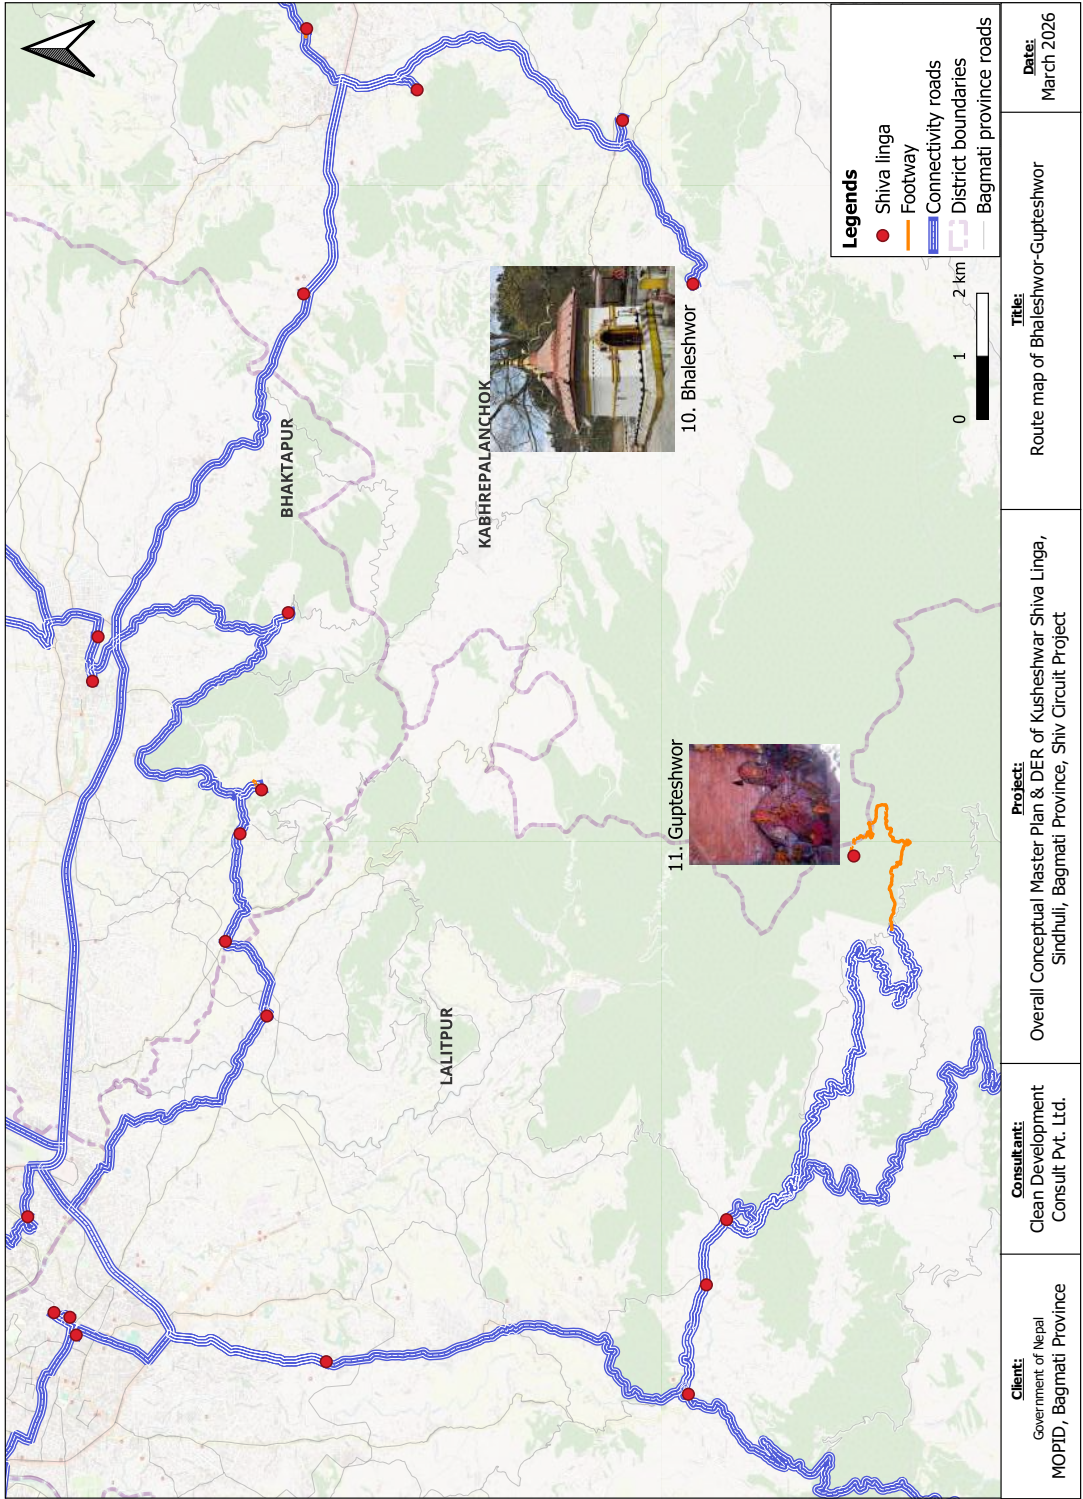 BHAKTAPUR
KABHREPALANCHOK
LALITPUR
10. Bhaleshwor
11. Gupteshwor
Legends
Shiva linga
Footway
Connectivity roads
District boundaries
Bagmati province roads
0 1 2 km
Client:
Government of Nepal
MOPID, Bagmati Province
Consultant:
Clean Development
Consult Pvt. Ltd.
Project:
Overall Conceptual Master Plan & DER of Kusheshwar Shiva Linga,
Sindhuli, Bagmati Province, Shiv Circuit Project
Title:
Route map of Bhaleshwor-Gupteshwor
Date:
March 2026